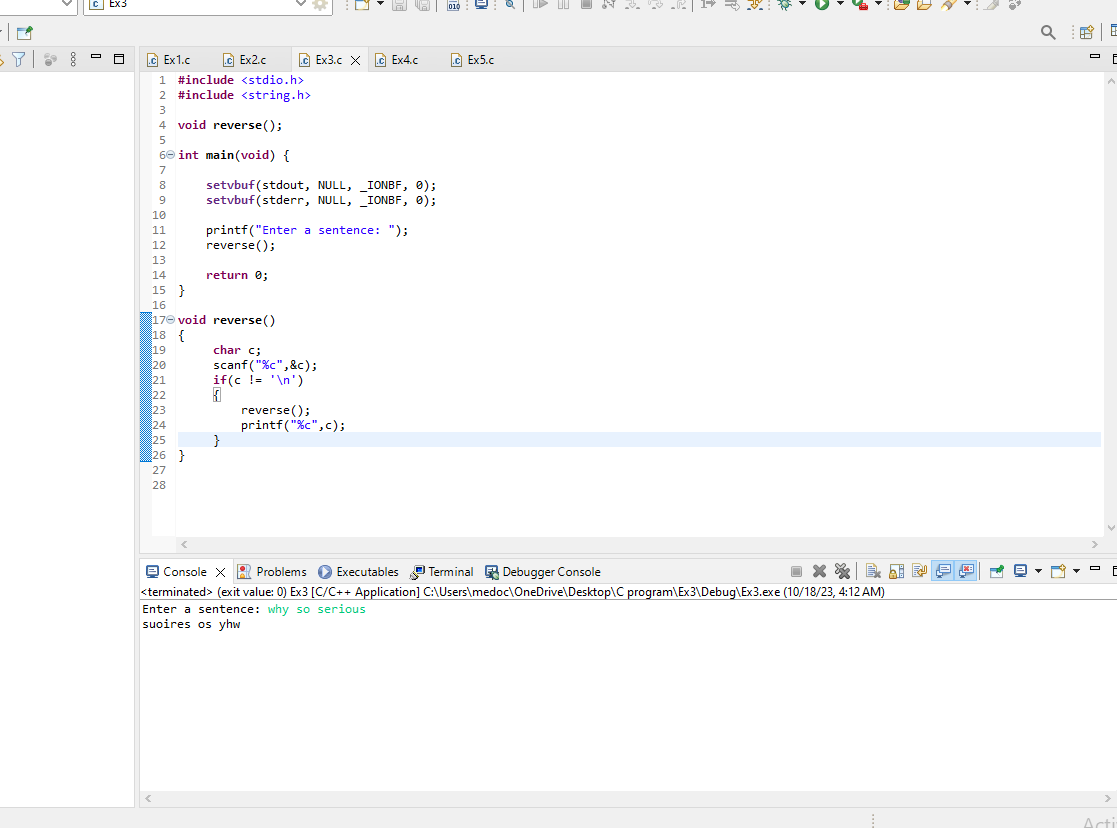 Ex3
Ex1.c Ex2.c Ex3.c Ex4.c Ex5.c
1 #include <stdio.h>
2 #include <string.h>
3
4 void reverse();
5
6 int main(void) {
7
8 setvbuf(stdout, NULL, _IONBF, 0);
9 setvbuf(stderr, NULL, _IONBF, 0);
10
11 printf("Enter a sentence: ");
12 reverse();
13
14 return 0;
15 }
16
17 void reverse()
18 {
19 char c;
20 scanf("%c",&c);
21 if(c != '\n')
22 {
23 reverse();
24 printf("%c",c);
25 }
26 }
27
28
Console Problems Executables Terminal Debugger Console
<terminated> (exit value: 0) Ex3 [C/C++ Application] C:\Users\medoc\OneDrive\Desktop\C program\Ex3\Debug\Ex3.exe (10/18/23, 4:12 AM)
Enter a sentence: why so serious
suoires os yhw
Acti